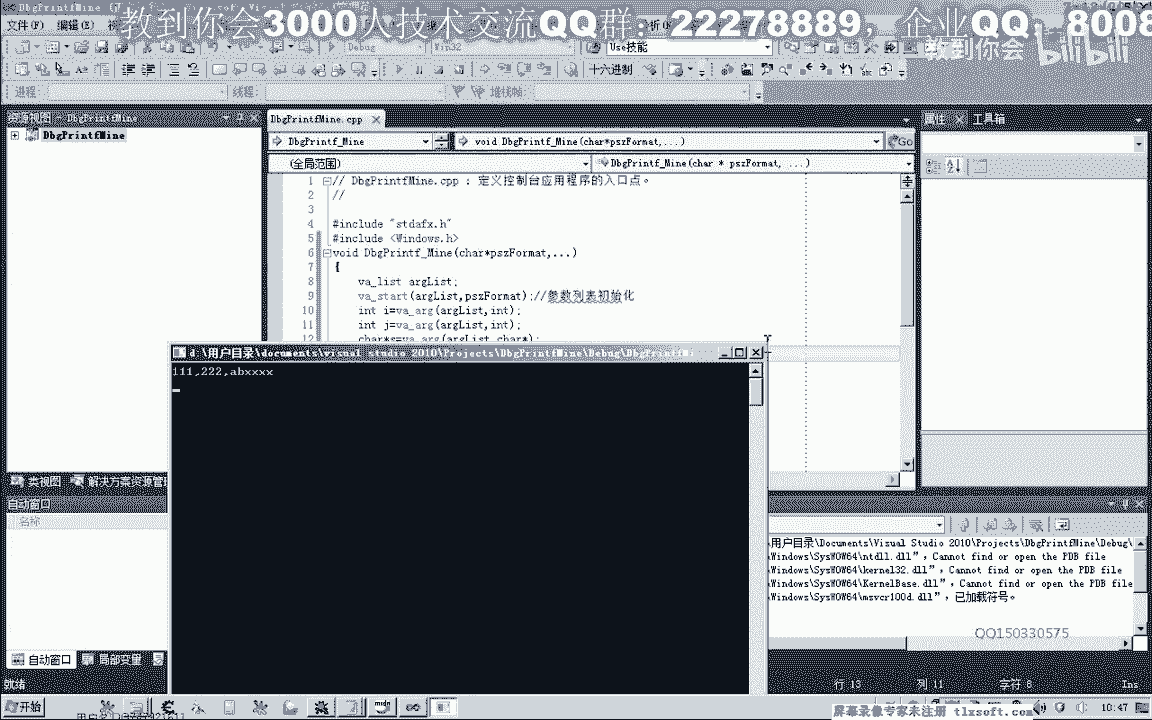 教到你会3000人技术交流QQ群：22278889，企业QQ：8008
教到你会 bilibili
DbgPrintfMine
文件(F) 编辑(E)
Debug Win32 Use技能
十六进制
进程: 线程: 堆栈帧:
资源视图 - DbgPrintfMine
DbgPrintfMine
DbgPrintfMine.cpp
DbgPrintf_Mine void DbgPrintf_Mine(char*pszFormat,...) Go
(全局范围) DbgPrintf_Mine(char * pszFormat, ...)
1 // DbgPrintfMine.cpp : 定义控制台应用程序的入口点。
2 //
3
4 #include "stdafx.h"
5 #include <Windows.h>
6 void DbgPrintf_Mine(char*pszFormat,...)
7 {
8 va_list argList;
9 va_start(argList,pszFormat);//参数列表初始化
10 int i=va_arg(argList,int);
11 int j=va_arg(argList,int);
12 char*s=va_arg(argList,char*);
属性 工具箱
d:\用户目录\documents\visual studio 2010\Projects\DbgPrintfMine\Debug\DbgPrintfMi
111,222,abxxxx
类视图 解决方案资源管
自动窗口
名称
自动窗口 局部变量
用户目录\Documents\Visual Studio 2010\Projects\DbgPrintfMine\Debug\
Windows\SysWOW64\ntdll.dll”，Cannot find or open the PDB file
Windows\SysWOW64\kernel32.dll”，Cannot find or open the PDB file
Windows\SysWOW64\KernelBase.dll”，Cannot find or open the PDB file
Windows\SysWOW64\msvcr100d.dll”，已加载符号。
QQ150330575
就绪 行 13 列 11 字符 8 Ins
开始 10:47
屏幕录像专家未注册 tlxsoft.com